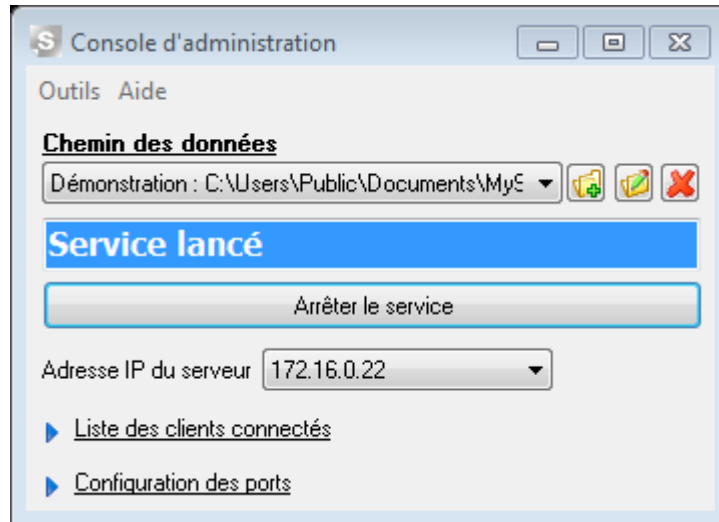 Console d'administration
Outils Aide
Chemin des données
Démonstration : C:\Users\Public\Documents\MyS
Service lancé
Arrêter le service
Adresse IP du serveur 172.16.0.22
Liste des clients connectés
Configuration des ports